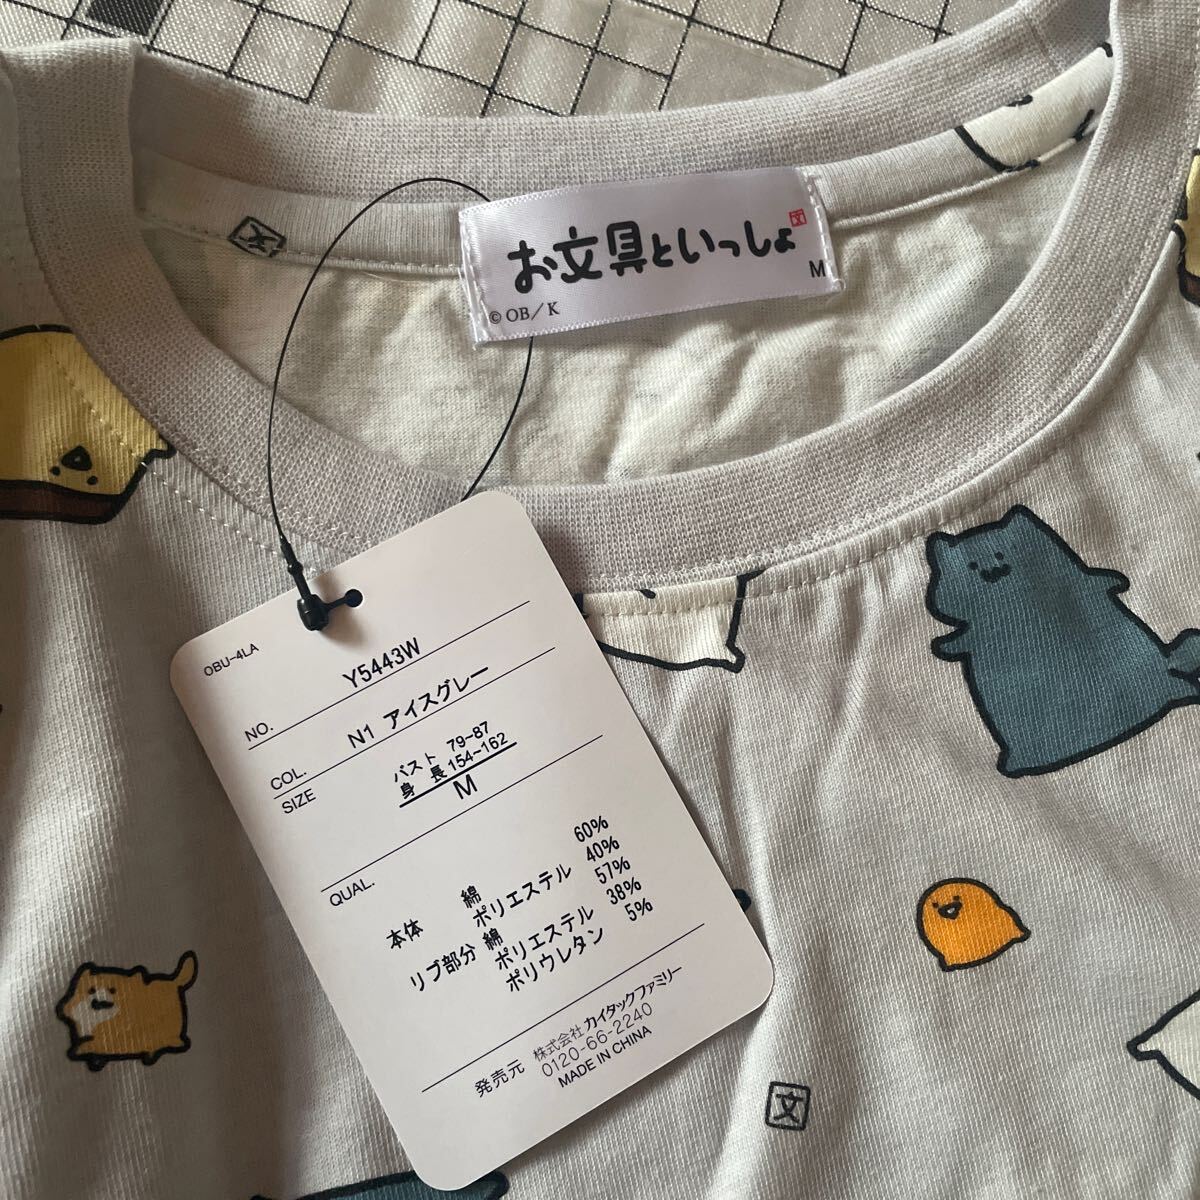 お文具といっしょ
文
M
© OB/K
OBU-4LA
NO. Y5443W
COL. N1 アイスグレー
SIZE バスト 79-87
身長 154-162
M
QUAL.
本体 綿 60%
ポリエステル 40%
リブ部分 綿 57%
ポリエステル 38%
ポリウレタン 5%
発売元 株式会社カイタックファミリー
0120-66-2240
MADE IN CHINA
文
文